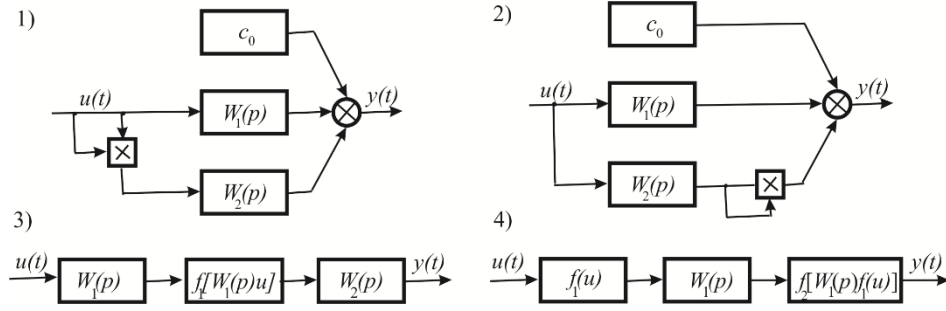 1)
c₀
u(t)
W₁(p)
y(t)
×
W₂(p)
2)
c₀
u(t)
W₁(p)
y(t)
W₂(p)
×
3)
u(t)
W₁(p)
f₁[W₁(p)u]
W₂(p)
y(t)
4)
u(t)
f₁(u)
W₁(p)
f₂[W₁(p)f₁(u)]
y(t)